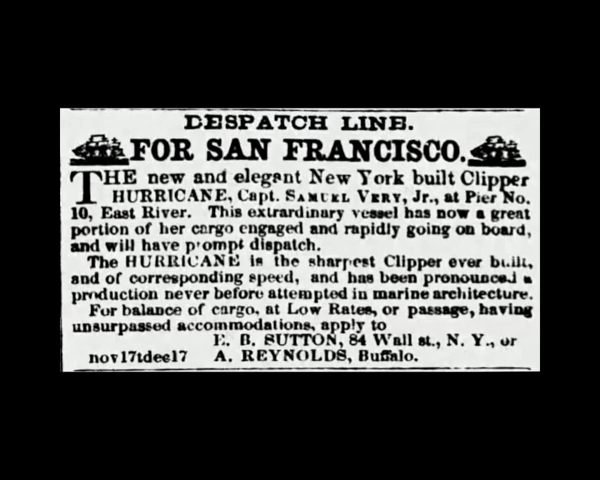 DESPATCH LINE.
FOR SAN FRANCISCO.
THE new and elegant New York built Clipper
HURRICANE, Capt. SAMUEL VERY, Jr., at Pier No.
10, East River. This extrardinary vessel has now a great
portion of her cargo engaged and rapidly going on board,
and will have prompt dispatch.
The HURRICANE is the sharpest Clipper ever built,
and of corresponding speed, and has been pronounced a
production never before attempted in marine architecture.
For balance of cargo, at Low Rates, or passage, having
unsurpassed accommodations, apply to
E. B. SUTTON, 84 Wall st., N. Y., or
nov17tdec17 A. REYNOLDS, Buffalo.